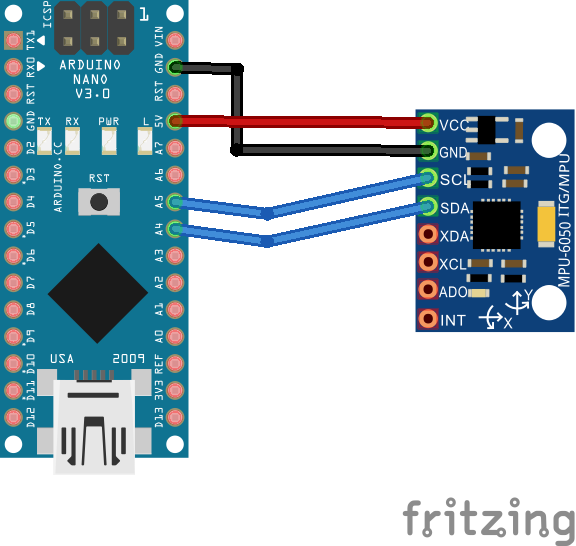 ICSP
1
TX1
RX0
RST
GND
D2
D3
D4
D5
D6
D7
D8
D9
D10
D11
D12
ARDUINO
NANO
V3.0
TX RX PWR L
ARDUINO.CC
RST
USA 2009
VIN
GND
RST
5V
A7
A6
A5
A4
A3
A2
A1
A0
REF
3V3
D13
VCC
GND
SCL
SDA
XDA
XCL
ADO
INT
MPU-6050 ITG/MPU
Y
X
fritzing